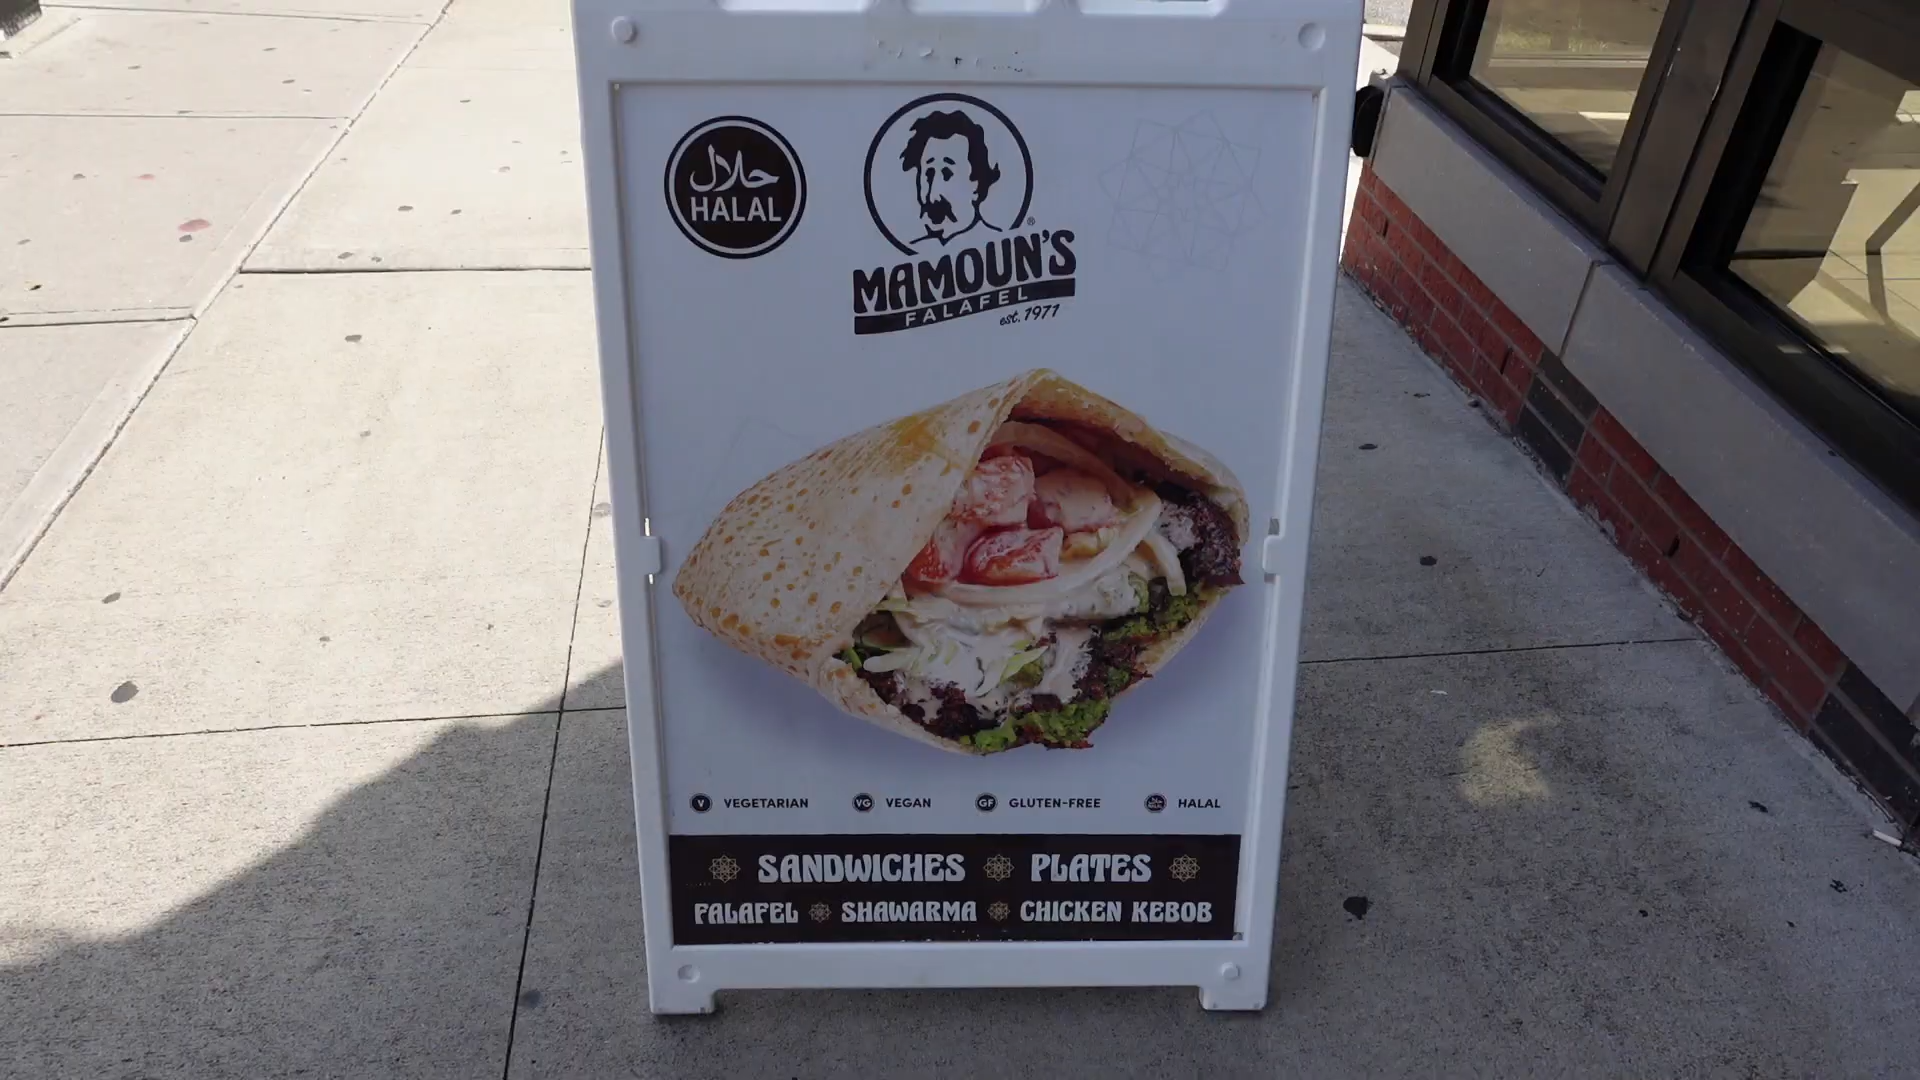 حلال
HALAL
MAMOUN'S®
FALAFEL
est. 1971
V VEGETARIAN VG VEGAN GF GLUTEN-FREE HALAL
SANDWICHES PLATES
FALAFEL SHAWARMA CHICKEN KEBOB